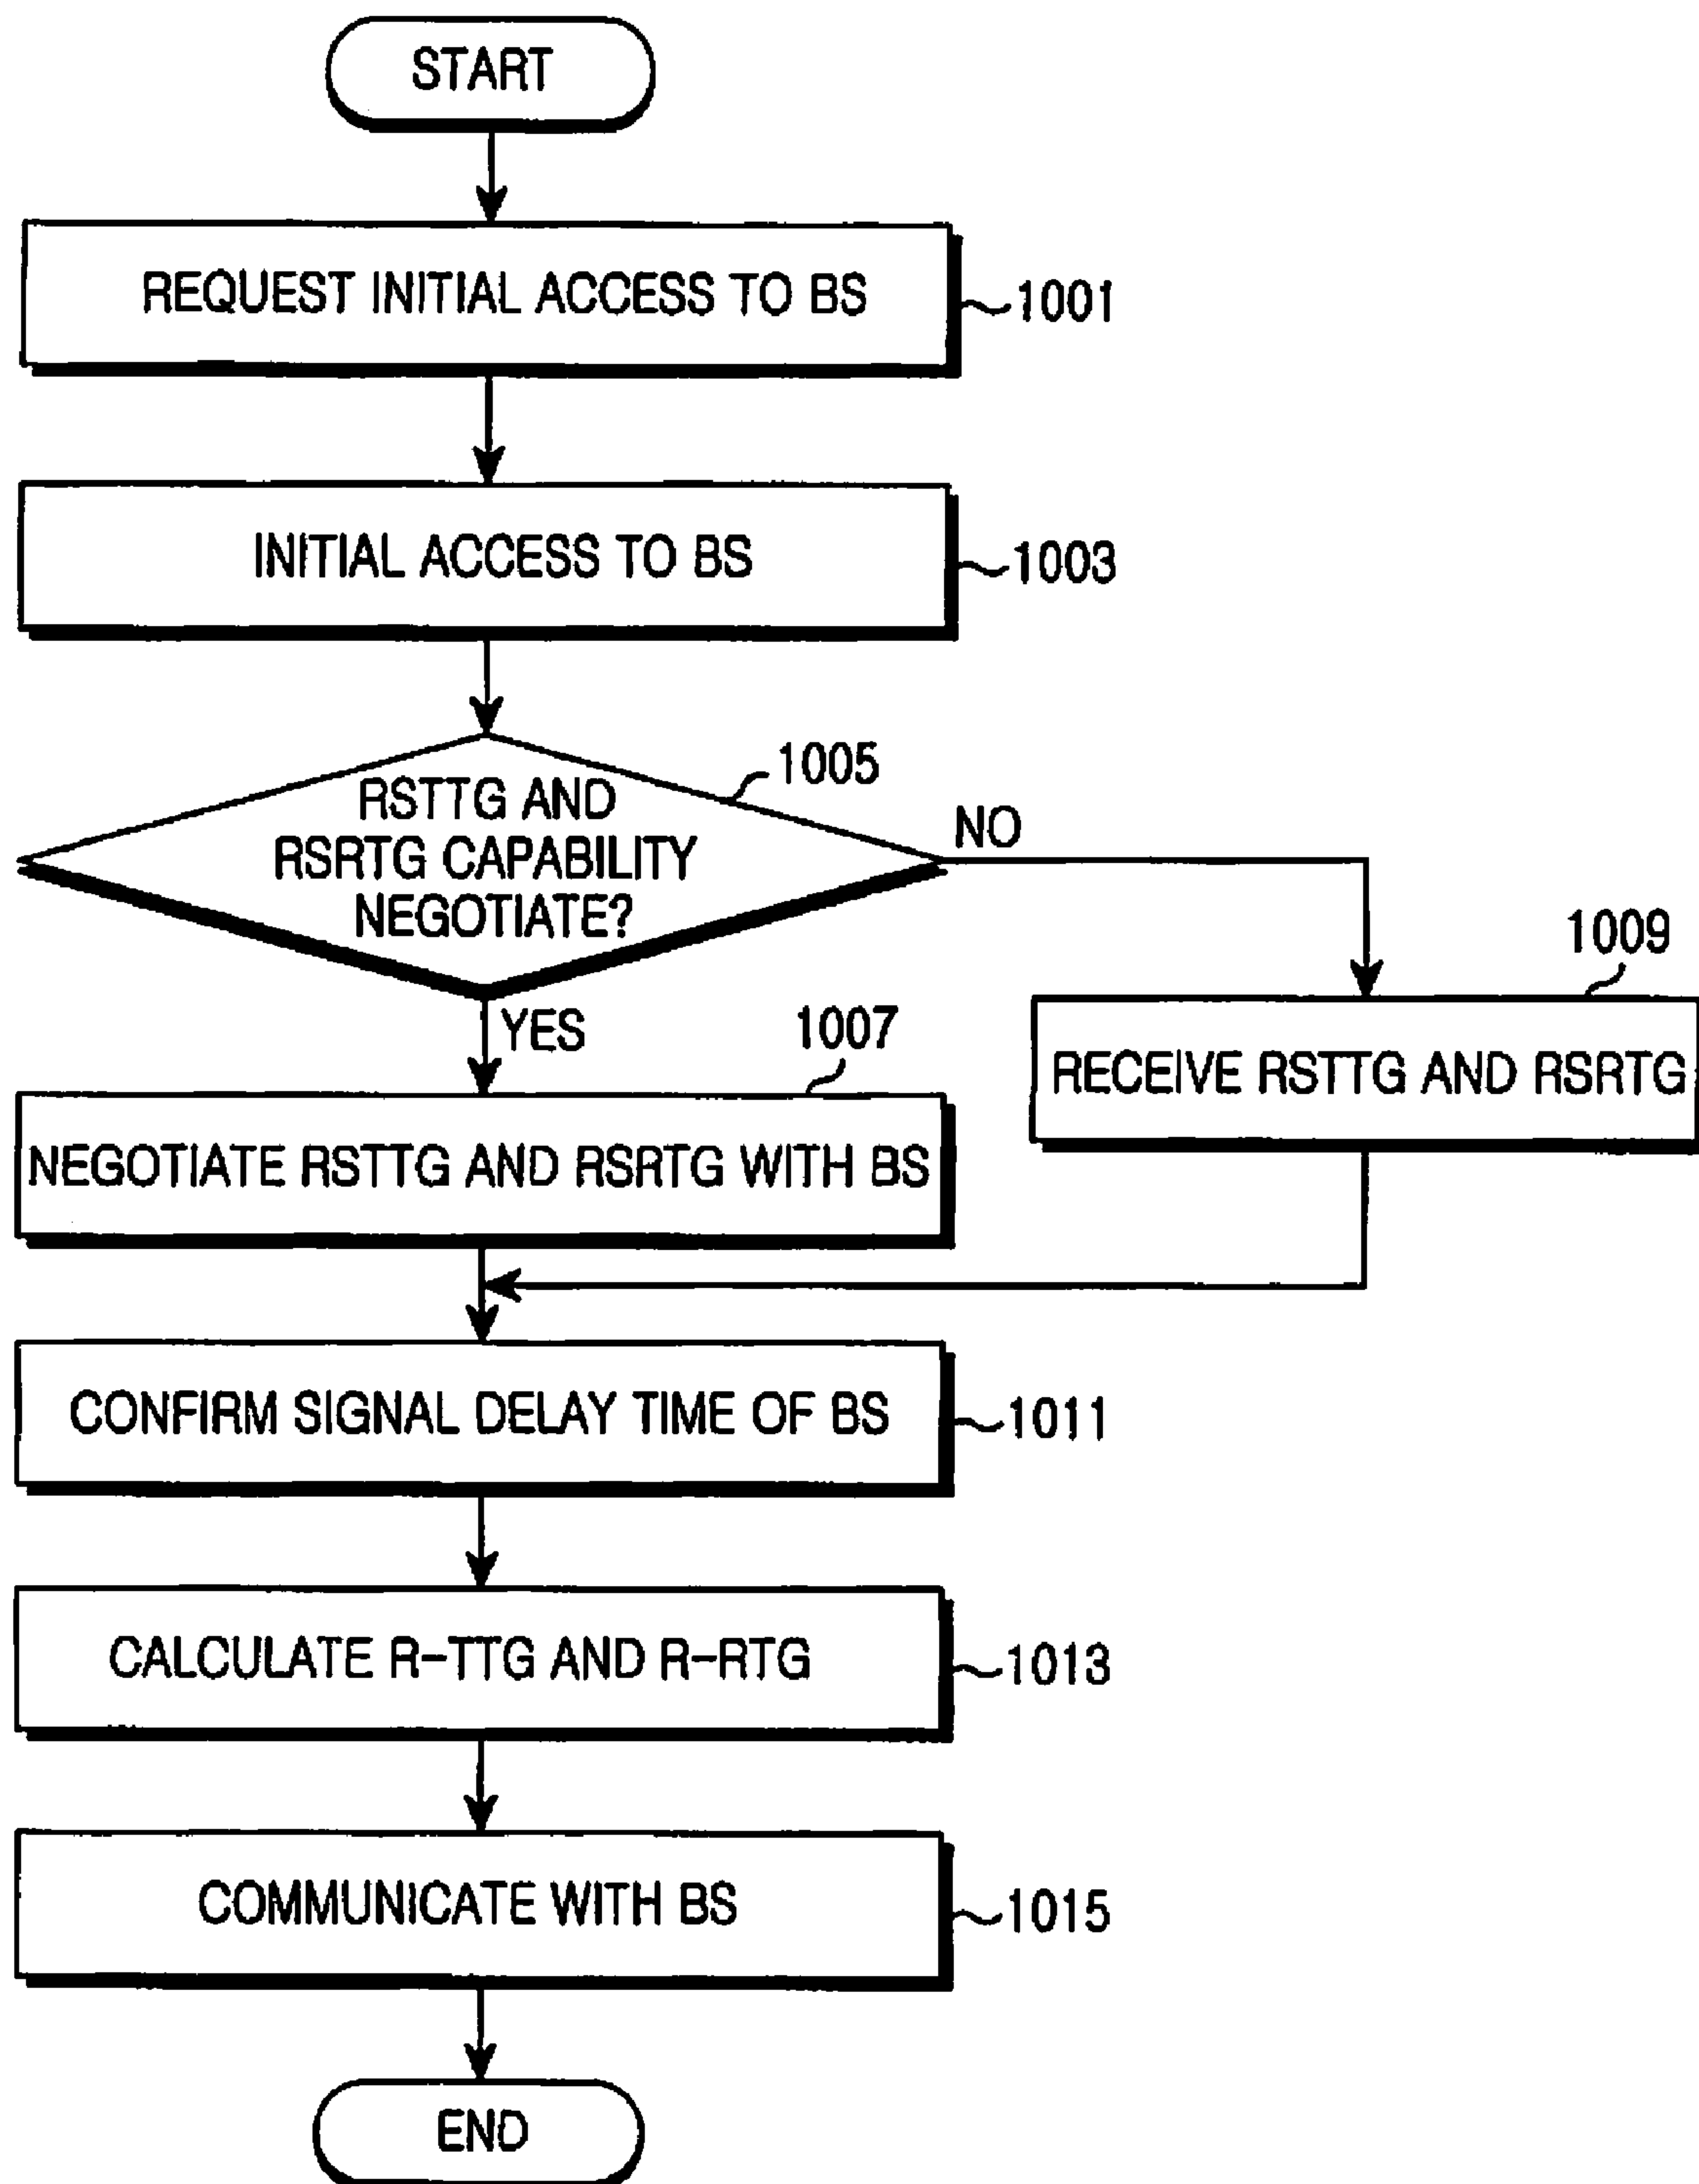 START
REQUEST INITIAL ACCESS TO BS
1001
INITIAL ACCESS TO BS
1003
RSTTG AND
RSRTG CAPABILITY
NEGOTIATE?
1005
NO
YES
1007
1009
RECEIVE RSTTG AND RSRTG
NEGOTIATE RSTTG AND RSRTG WITH BS
CONFIRM SIGNAL DELAY TIME OF BS
1011
CALCULATE R-TTG AND R-RTG
1013
COMMUNICATE WITH BS
1015
END